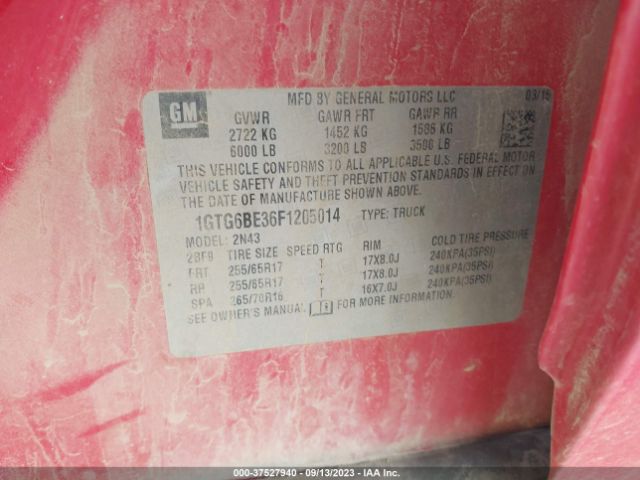 GM
MFD BY GENERAL MOTORS LLC 03/15
GVWR GAWR FRT GAWR RR
2722 KG 1452 KG 1596 KG
6000 LB 3200 LB 3500 LB
THIS VEHICLE CONFORMS TO ALL APPLICABLE U.S. FEDERAL MOTOR
VEHICLE SAFETY AND THEFT PREVENTION STANDARDS IN EFFECT ON
THE DATE OF MANUFACTURE SHOWN ABOVE.
1GTG6BE36F1205014 TYPE: TRUCK
MODEL: 2N43
TIRE SIZE SPEED RTG RIM COLD TIRE PRESSURE
FRT 255/65R17 T 17X8.0J 240KPA(35PSI)
RR 255/65R17 T 17X8.0J 240KPA(35PSI)
SPA 265/70R16 T 16X7.0J 240KPA(35PSI)
SEE OWNER'S MANUAL FOR MORE INFORMATION
000-37527940 - 09/13/2023 - IAA Inc.